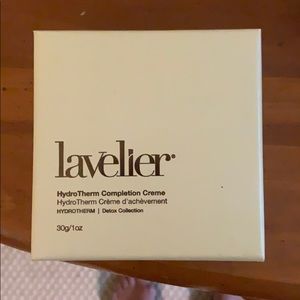 lavelier®
HydroTherm Completion Creme
HydroTherm Crème d'achèvement
HYDROTHERM | Detox Collection
30g/1oz